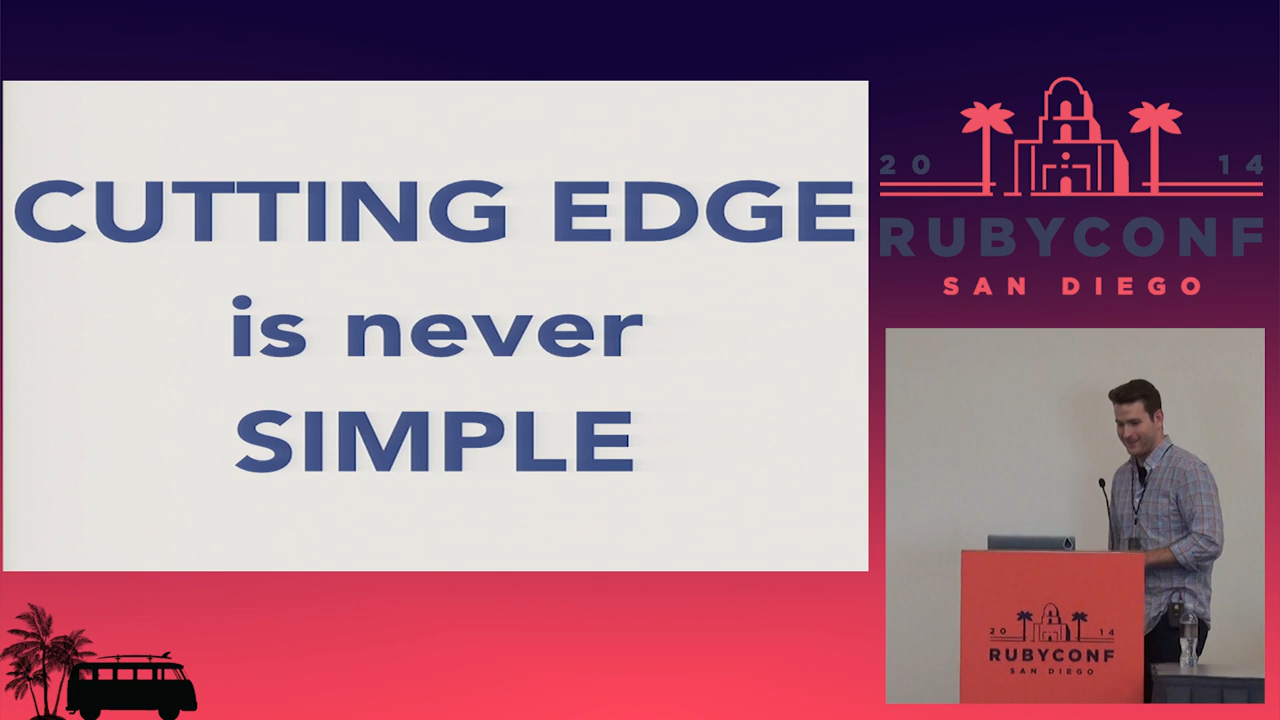 CUTTING EDGE
is never
SIMPLE
20 14
RUBYCONF
SAN DIEGO
20 14
RUBYCONF
SAN DIEGO